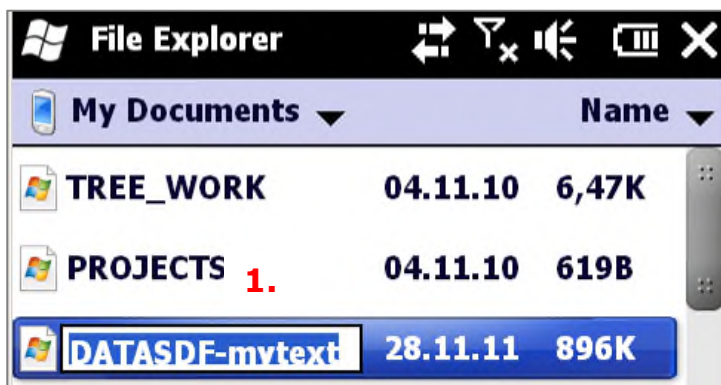 File Explorer
My Documents Name
TREE_WORK 04.11.10 6,47K
PROJECTS 04.11.10 619B
1.
DATASDF-mytext 28.11.11 896K